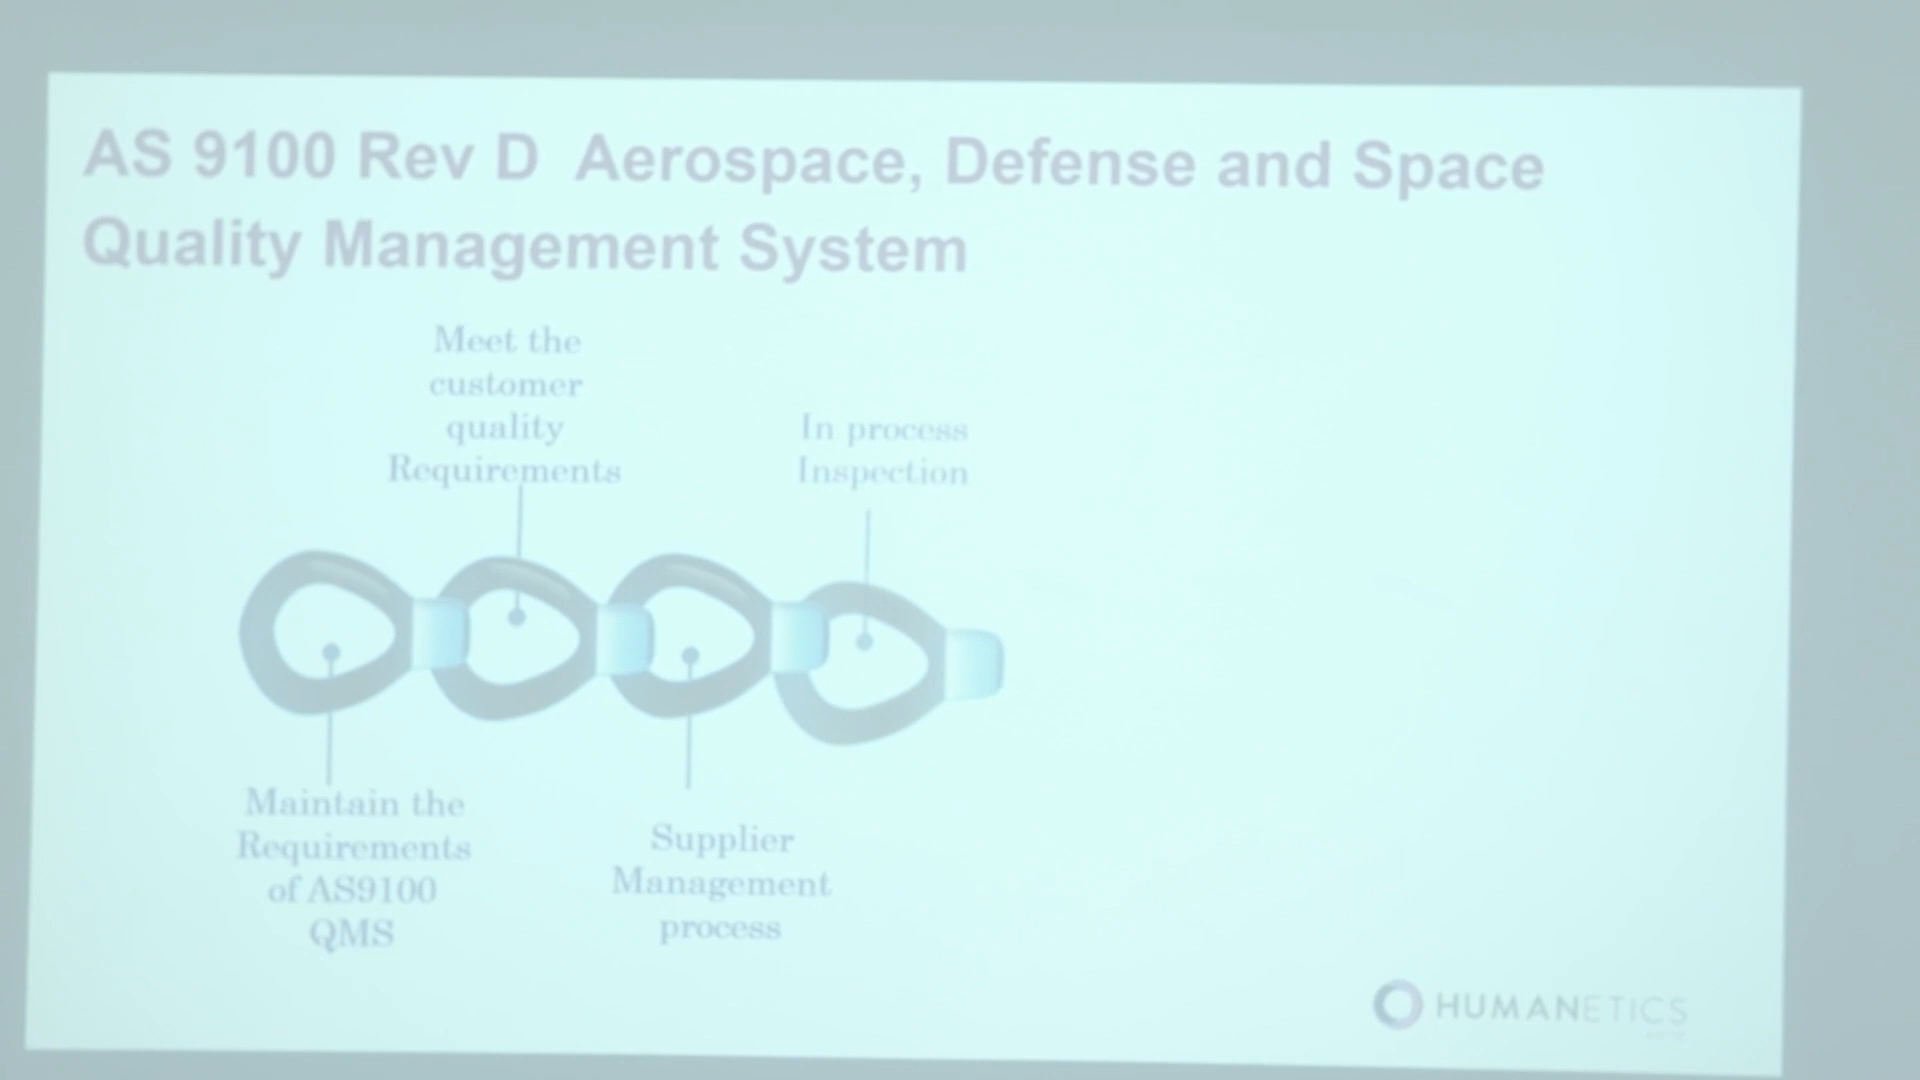 AS 9100 Rev D Aerospace, Defense and Space
Quality Management System
Meet the
customer
quality
Requirements
In process
Inspection
Maintain the
Requirements
of AS9100
QMS
Supplier
Management
process
HUMANETICS